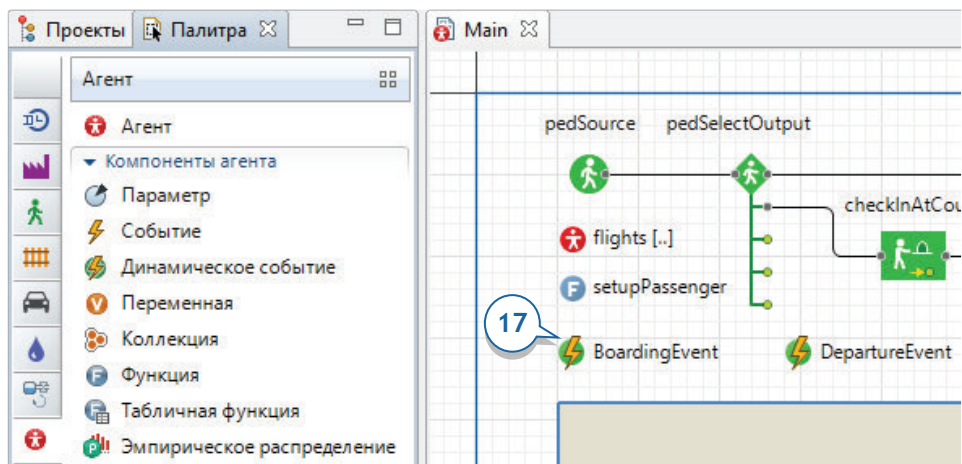 Проекты Палитра
Агент
Агент
Компоненты агента
Параметр
Событие
Динамическое событие
Переменная
Коллекция
Функция
Табличная функция
Эмпирическое распределение
Main
pedSource pedSelectOutput
checkInAtCou
flights [..]
setupPassenger
17
BoardingEvent DepartureEvent